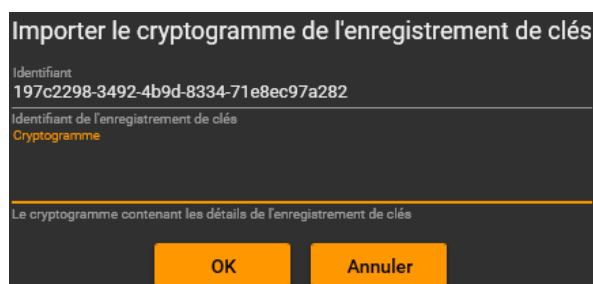 Importer le cryptogramme de l'enregistrement de clés
Identifiant
197c2298-3492-4b9d-8334-71e8ec97a282
Identifiant de l'enregistrement de clés
Cryptogramme
Le cryptogramme contenant les détails de l'enregistrement de clés
OK
Annuler